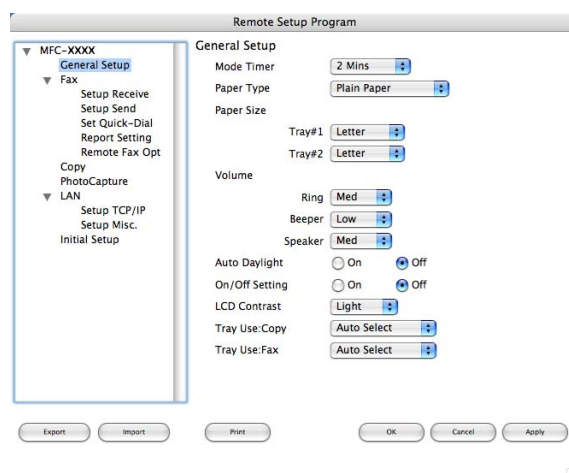 Remote Setup Program
MFC-XXXX
General Setup
Fax
Setup Receive
Setup Send
Set Quick-Dial
Report Setting
Remote Fax Opt
Copy
PhotoCapture
LAN
Setup TCP/IP
Setup Misc.
Initial Setup
General Setup
Mode Timer 2 Mins
Paper Type Plain Paper
Paper Size
Tray#1 Letter
Tray#2 Letter
Volume
Ring Med
Beeper Low
Speaker Med
Auto Daylight On Off
On/Off Setting On Off
LCD Contrast Light
Tray Use:Copy Auto Select
Tray Use:Fax Auto Select
Export Import Print OK Cancel Apply